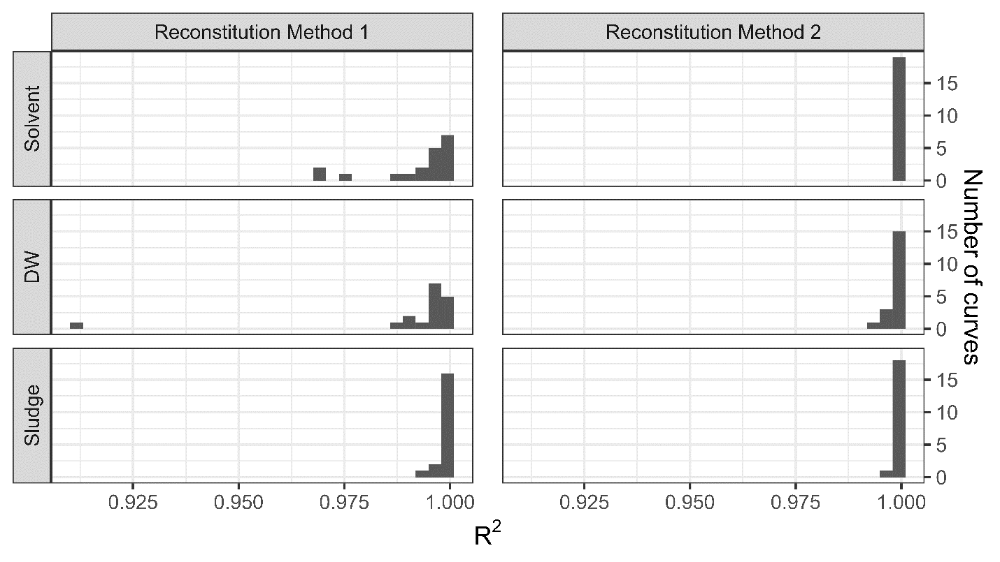 Reconstitution Method 1
Reconstitution Method 2
Solvent
15
10
5
0
DW
15
10
5
0
Sludge
15
10
5
0
Number of curves
0.925
0.950
0.975
1.000
0.925
0.950
0.975
1.000
R²